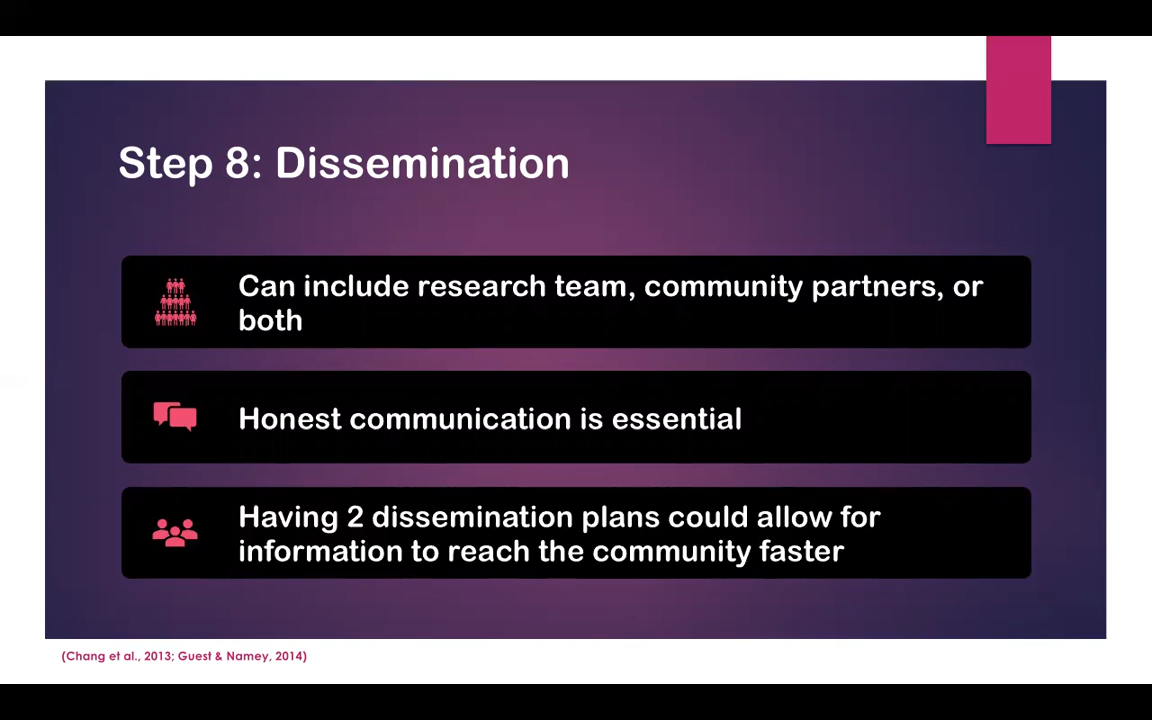 Step 8: Dissemination
Can include research team, community partners, or
both
Honest communication is essential
Having 2 dissemination plans could allow for
information to reach the community faster
(Chang et al., 2013; Guest & Namey, 2014)